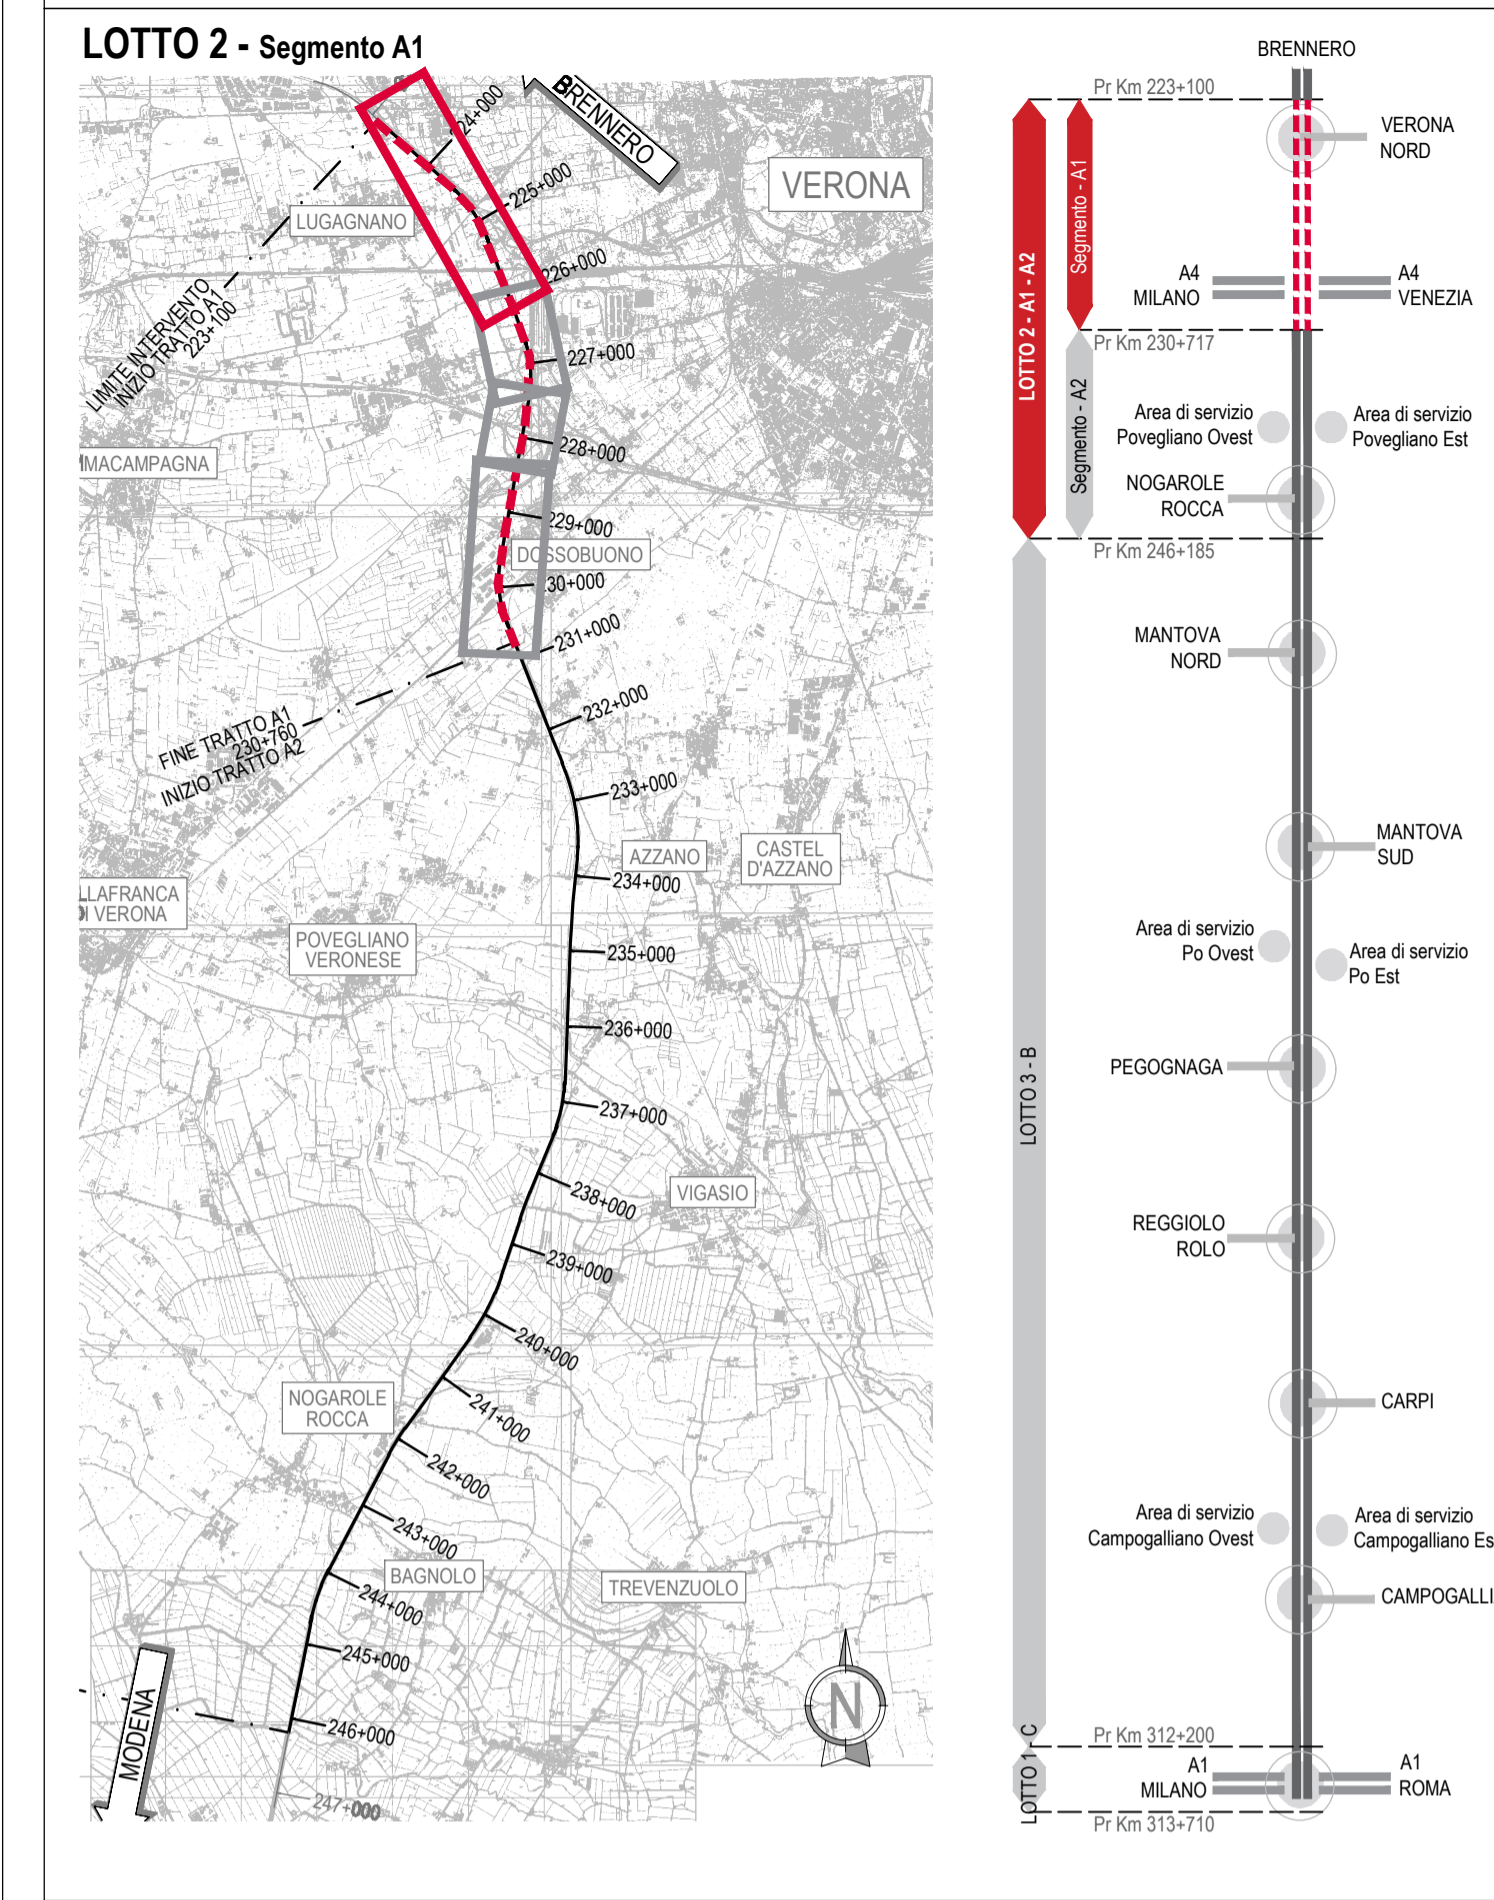 LOTTO 2 - Segmento A1
BRENNERO
24+000
225+000
226+000
227+000
228+000
229+000
30+000
231+000
232+000
233+000
234+000
235+000
236+000
237+000
238+000
239+000
240+000
241+000
242+000
243+000
244+000
245+000
246+000
247+000
VERONA
LUGAGNANO
LIMITE INTERVENTO
INIZIO TRATTO A1
223+100
MACAMPAGNA
DOSSOBUONO
FINE TRATTO A1
230+760
INIZIO TRATTO A2
AZZANO
CASTEL
D'AZZANO
LLAFRANCA
DI VERONA
POVEGLIANO
VERONESE
VIGASIO
NOGAROLE
ROCCA
BAGNOLO
TREVENZUOLO
MODENA
N
BRENNERO
Pr Km 223+100
VERONA
NORD
LOTTO 2 - A1 - A2
Segmento - A1
A4
MILANO
A4
VENEZIA
Pr Km 230+717
Segmento - A2
Area di servizio
Povegliano Ovest
Area di servizio
Povegliano Est
NOGAROLE
ROCCA
Pr Km 246+185
MANTOVA
NORD
MANTOVA
SUD
Area di servizio
Po Ovest
Area di servizio
Po Est
LOTTO 3 - B
PEGOGNAGA
REGGIOLO
ROLO
CARPI
Area di servizio
Campogalliano Ovest
Area di servizio
Campogalliano Es
CAMPOGALLI
Pr Km 312+200
LOTTO 1 C
A1
MILANO
A1
ROMA
Pr Km 313+710